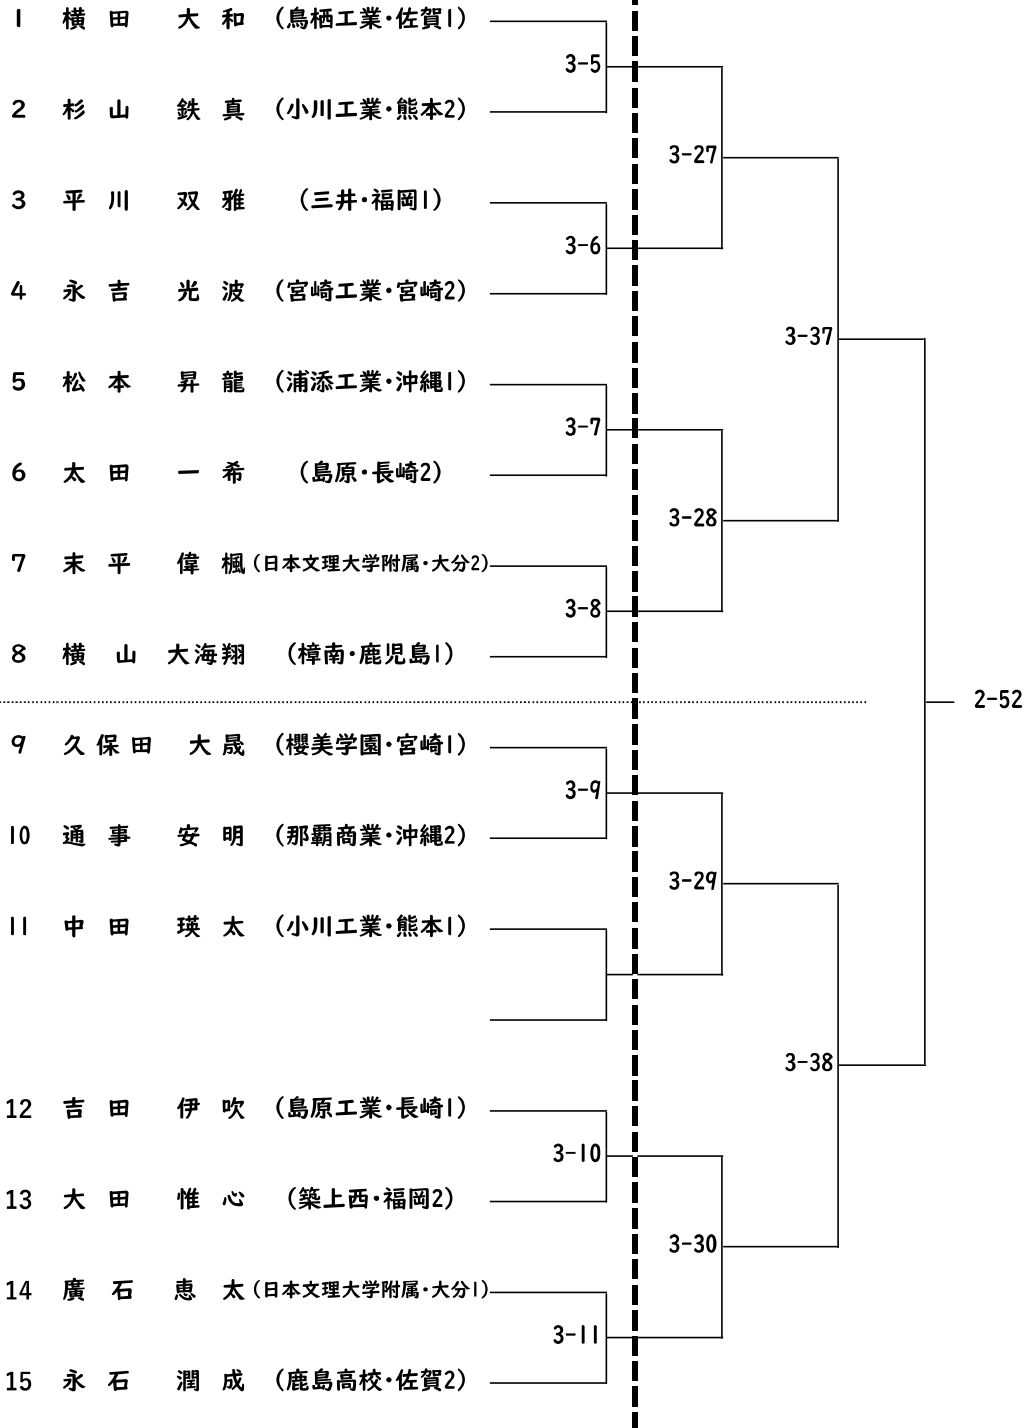 1 横田 大和 (鳥栖工業・佐賀1)
3-5
2 杉山 鉄真 (小川工業・熊本2)
3-27
3 平川 双雅 (三井・福岡1)
3-6
4 永吉 光波 (宮崎工業・宮崎2)
3-37
5 松本 昇龍 (浦添工業・沖縄1)
3-7
6 太田 一希 (島原・長崎2)
3-28
7 末平 偉楓 (日本文理大学附属・大分2)
3-8
8 横山 大海翔 (樟南・鹿児島1)
2-52
9 久保田 大晟 (櫻美学園・宮崎1)
3-9
10 通事 安明 (那覇商業・沖縄2)
3-29
11 中田 瑛太 (小川工業・熊本1)
3-38
12 吉田 伊吹 (島原工業・長崎1)
3-10
13 大田 惟心 (築上西・福岡2)
3-30
14 廣石 恵太 (日本文理大学附属・大分1)
3-11
15 永石 潤成 (鹿島高校・佐賀2)